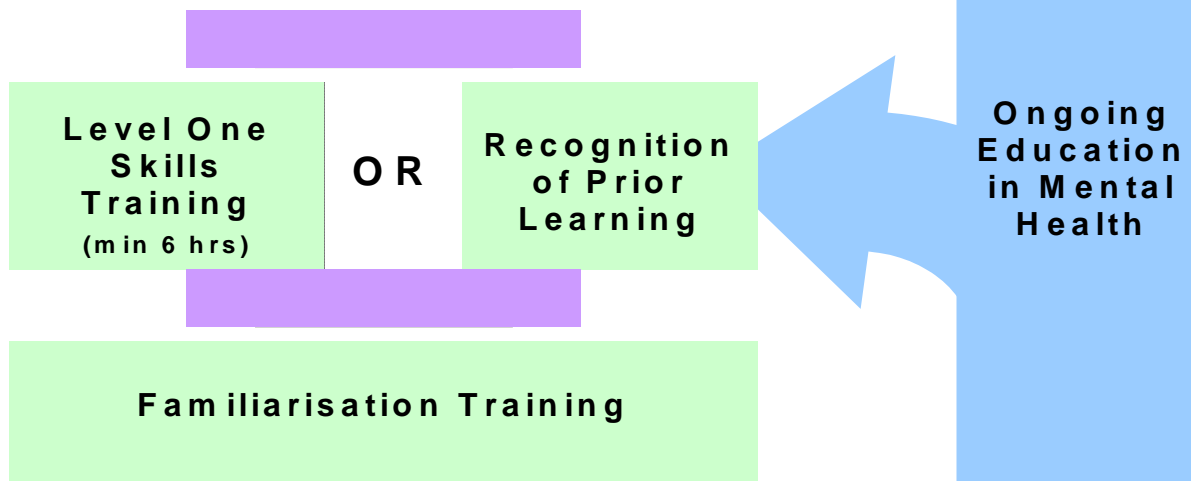 Level One
Skills
Training
(min 6 hrs)
OR
Recognition
of Prior
Learning
Ongoing
Education
in Mental
Health
Familiarisation Training